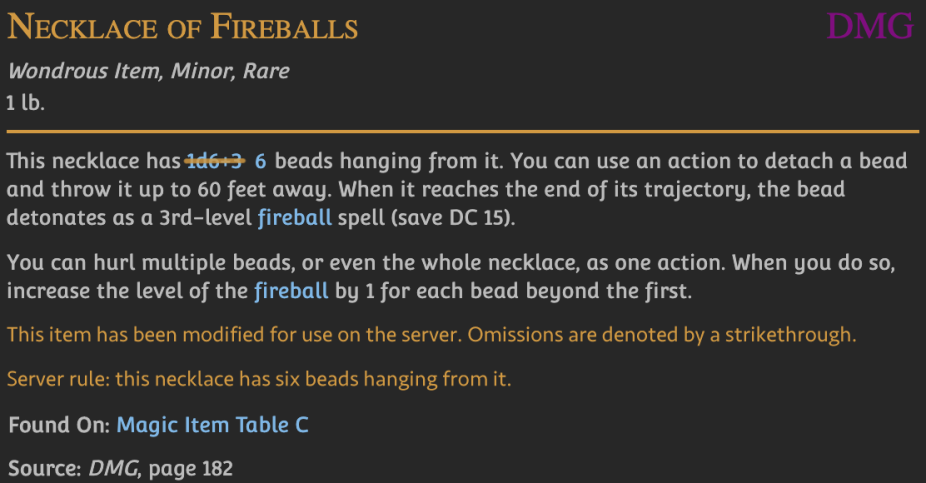 Necklace of Fireballs DMG
Wondrous Item, Minor, Rare
1 lb.
This necklace has 1d6+3 6 beads hanging from it. You can use an action to detach a bead
and throw it up to 60 feet away. When it reaches the end of its trajectory, the bead
detonates as a 3rd-level fireball spell (save DC 15).
You can hurl multiple beads, or even the whole necklace, as one action. When you do so,
increase the level of the fireball by 1 for each bead beyond the first.
This item has been modified for use on the server. Omissions are denoted by a strikethrough.
Server rule: this necklace has six beads hanging from it.
Found On: Magic Item Table C
Source: DMG, page 182